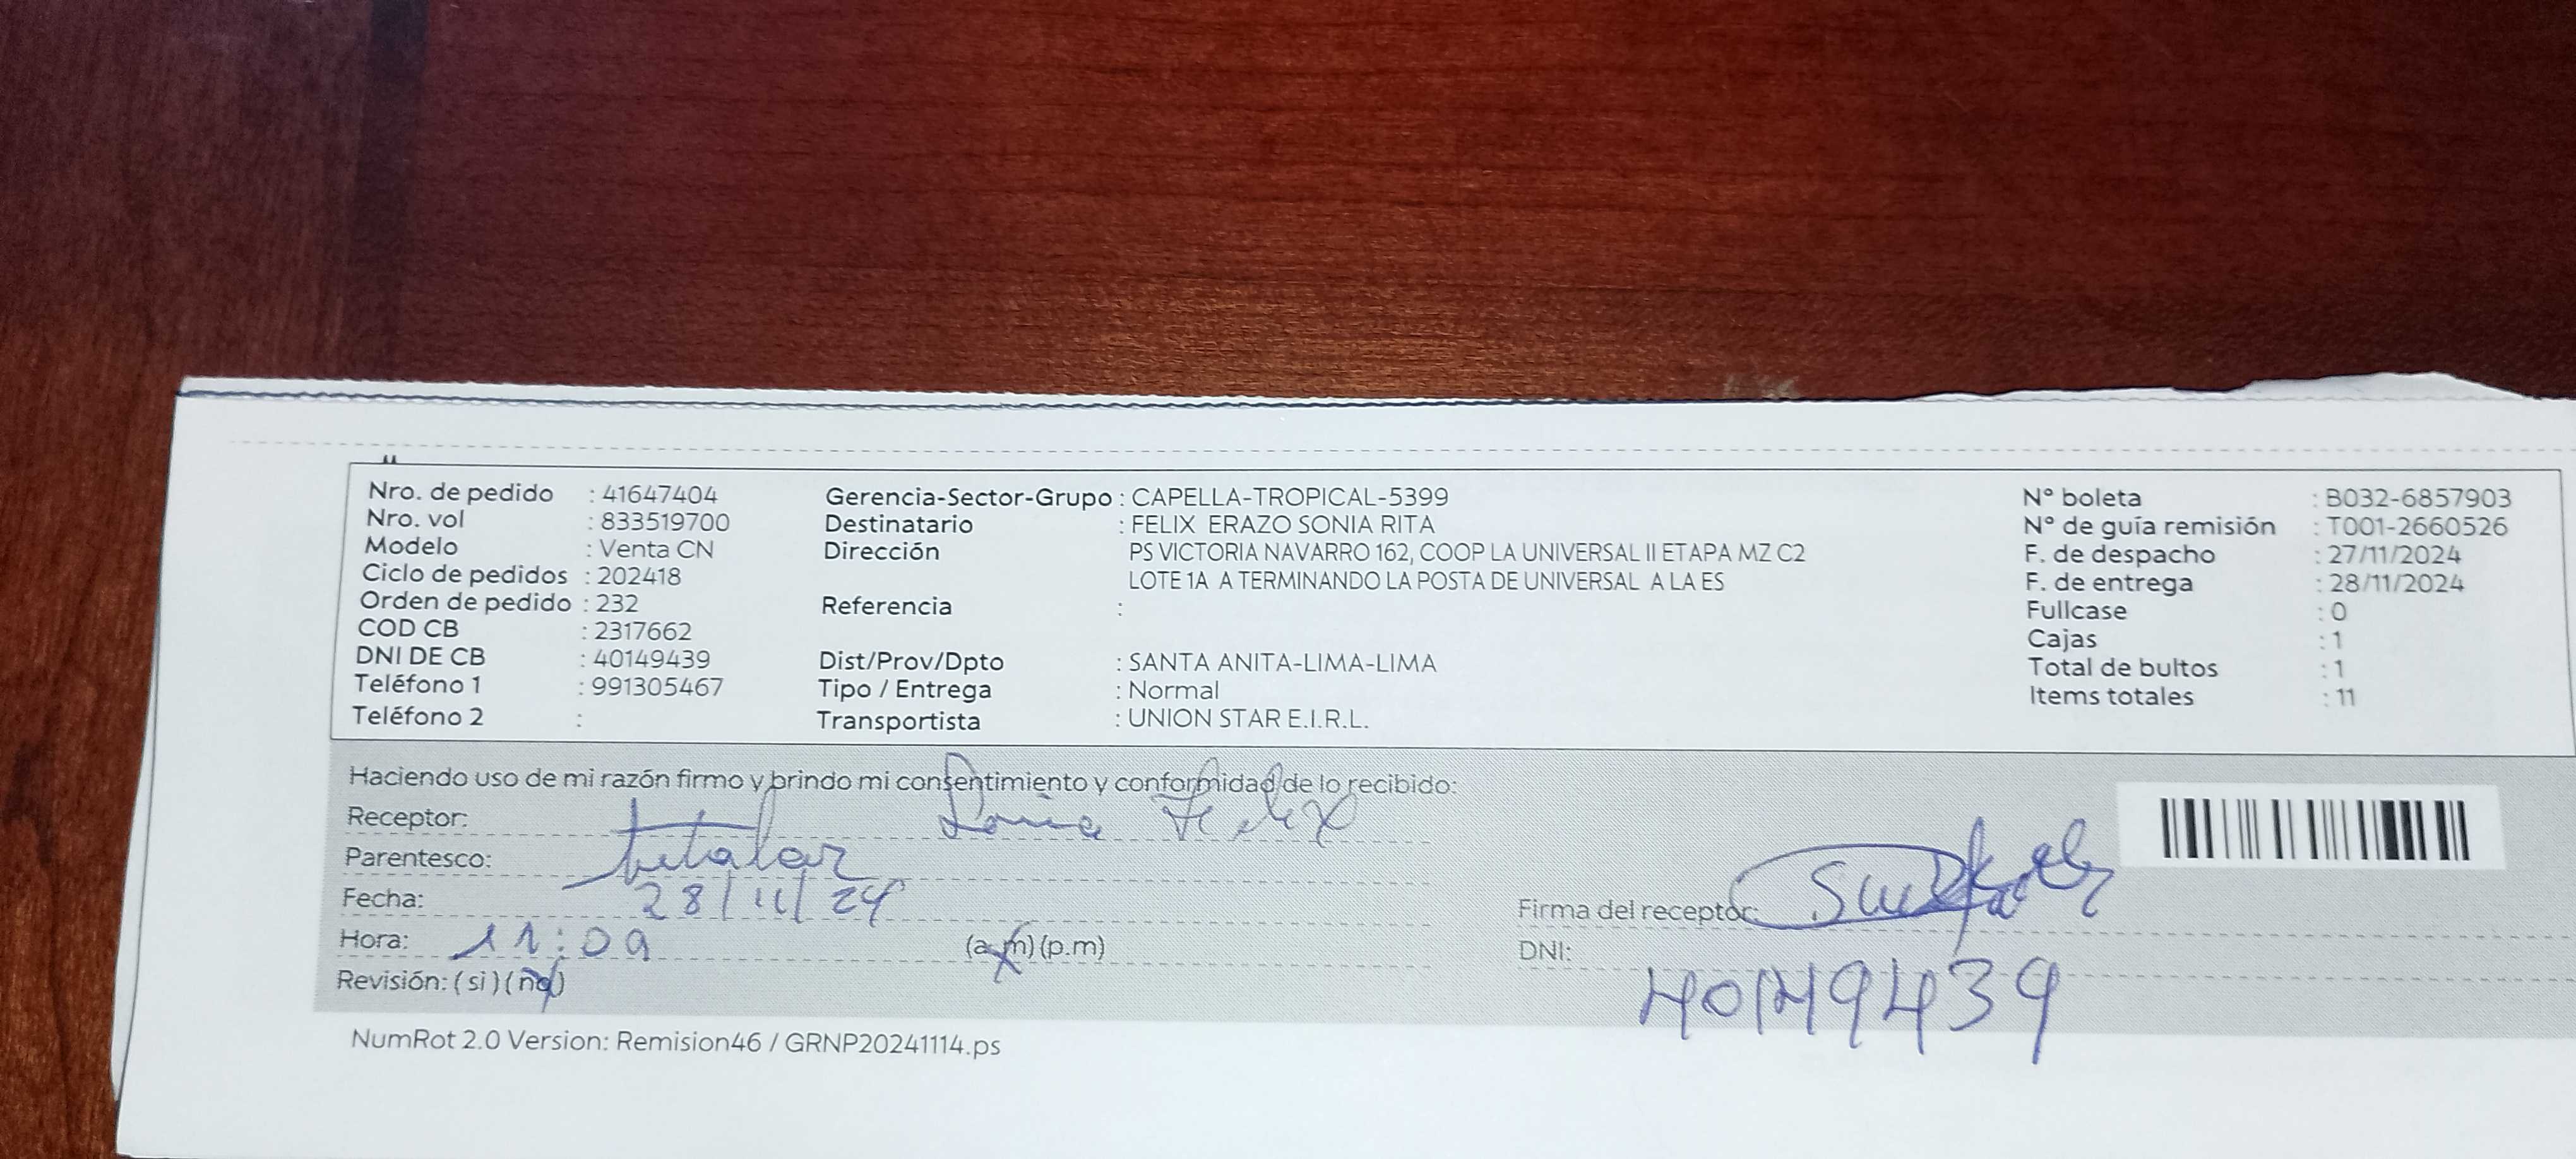 Nro. de pedido : 41647404
Nro. vol : 833519700
Modelo : Venta CN
Ciclo de pedidos : 202418
Orden de pedido : 232
COD CB : 2317662
DNI DE CB : 40149439
Teléfono 1 : 991305467
Teléfono 2 :
Gerencia-Sector-Grupo : CAPELLA-TROPICAL-5399
Destinatario : FELIX ERAZO SONIA RITA
Dirección PS VICTORIA NAVARRO 162, COOP LA UNIVERSAL II ETAPA MZ C2
LOTE 1A A TERMINANDO LA POSTA DE UNIVERSAL A LA ES
Referencia :
Dist/Prov/Dpto : SANTA ANITA-LIMA-LIMA
Tipo / Entrega : Normal
Transportista : UNION STAR E.I.R.L.
N° boleta : B032-6857903
N° de guía remisión : T001-2660526
F. de despacho : 27/11/2024
F. de entrega : 28/11/2024
Fullcase : 0
Cajas : 1
Total de bultos : 1
Items totales : 11
Haciendo uso de mi razón firmo y brindo mi consentimiento y conformidad de lo recibido:
Receptor: Sonia Felix
Parentesco: titular
Fecha: 28/11/24
Hora: 11:09 (a.m) (p.m)
Revisión: (si) (no)
Firma del receptor:
DNI: 40149439
NumRot 2.0 Version: Remision46 / GRNP20241114.ps